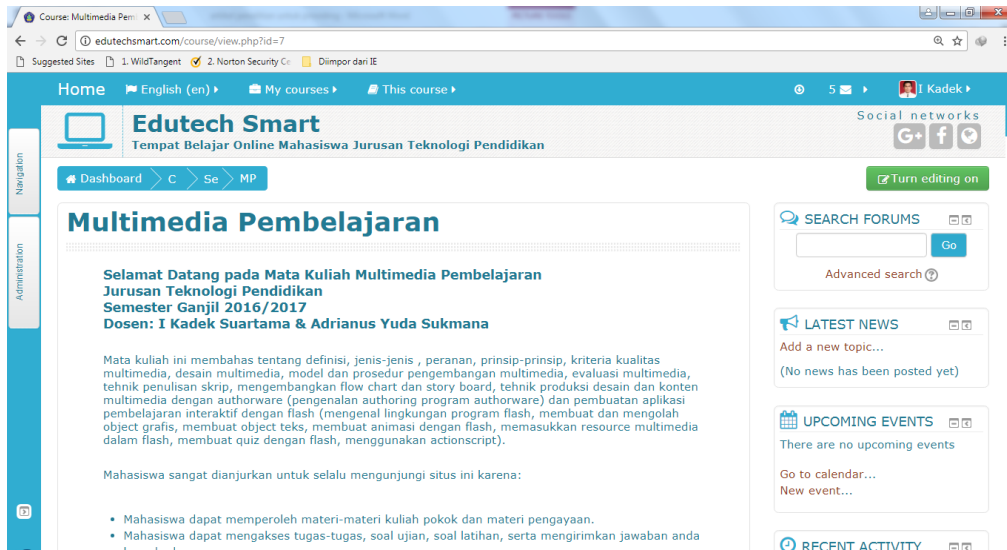 Course: Multimedia Pem
edutechsmart.com/course/view.php?id=7
Suggested Sites 1. WildTangent 2. Norton Security Ce Diimpor dari IE
Home English (en) My courses This course 5 I Kadek
Edutech Smart
Tempat Belajar Online Mahasiswa Jurusan Teknologi Pendidikan
Social networks
G+ f
Navigation
Dashboard C Se MP
Turn editing on
Administration
Multimedia Pembelajaran
Selamat Datang pada Mata Kuliah Multimedia Pembelajaran
Jurusan Teknologi Pendidikan
Semester Ganjil 2016/2017
Dosen: I Kadek Suartama & Adrianus Yuda Sukmana
Mata kuliah ini membahas tentang definisi, jenis-jenis , peranan, prinsip-prinsip, kriteria kualitas
multimedia, desain multimedia, model dan prosedur pengembangan multimedia, evaluasi multimedia,
tehnik penulisan skrip, mengembangkan flow chart dan story board, tehnik produksi desain dan konten
multimedia dengan authorware (pengenalan authoring program authorware) dan pembuatan aplikasi
pembelajaran interaktif dengan flash (mengenal lingkungan program flash, membuat dan mengolah
object grafis, membuat object teks, membuat animasi dengan flash, memasukkan resource multimedia
dalam flash, membuat quiz dengan flash, menggunakan actionscript).
Mahasiswa sangat dianjurkan untuk selalu mengunjungi situs ini karena:
• Mahasiswa dapat memperoleh materi-materi kuliah pokok dan materi pengayaan.
• Mahasiswa dapat mengakses tugas-tugas, soal ujian, soal latihan, serta mengirimkan jawaban anda
SEARCH FORUMS
Go
Advanced search
LATEST NEWS
Add a new topic...
(No news has been posted yet)
UPCOMING EVENTS
There are no upcoming events
Go to calendar...
New event...
RECENT ACTIVITY